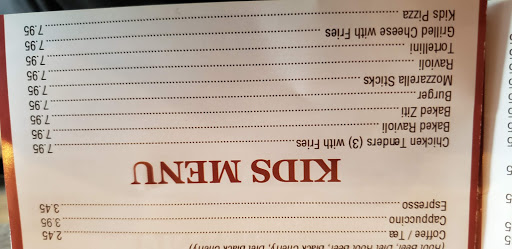 (Root Beer, Diet Root Beer, Black Cherry, Diet Black Cherry)
Coffee / Tea 2.45
Cappuccino 3.95
Espresso 3.45
KIDS MENU
Chicken Tenders (3) with Fries 7.95
Baked Ravioli 7.95
Baked Ziti 7.95
Burger 7.95
Mozzarella Sticks 7.95
Ravioli 7.95
Tortellini 7.95
Grilled Cheese with Fries 7.95
Kids Pizza 7.95